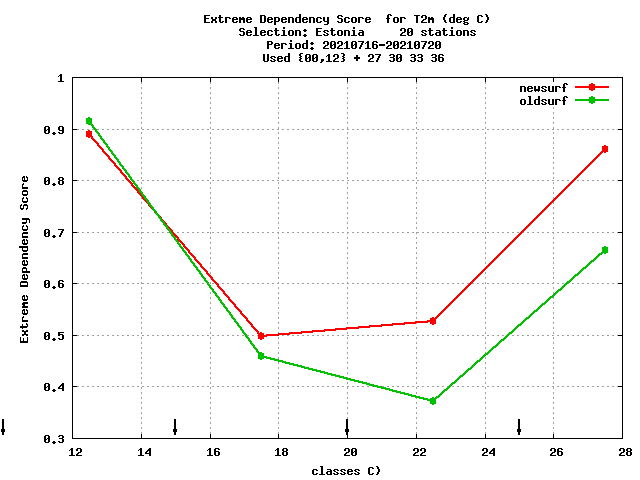 Extreme Dependency Score  for T2m (deg C)
Selection: Estonia     20 stations
Period: 20210716-20210720
Used {00,12} + 27 30 33 36
newsurf
oldsurf
Extreme Dependency Score
1
0.9
0.8
0.7
0.6
0.5
0.4
0.3
12 14 16 18 20 22 24 26 28
classes C)